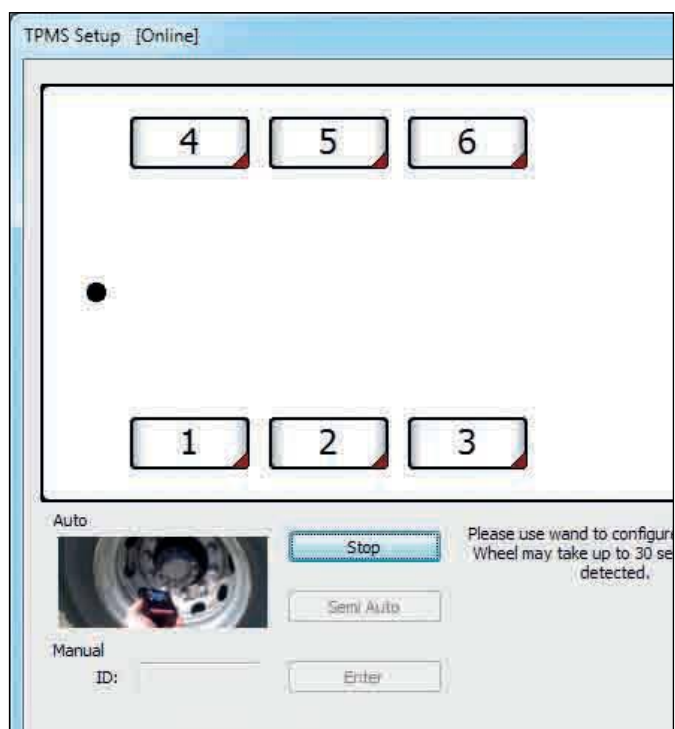 TPMS Setup [Online]
4 5 6
1 2 3
Auto
Stop
Please use wand to configure
Wheel may take up to 30 se
detected.
Semi Auto
Manual
ID:
Enter